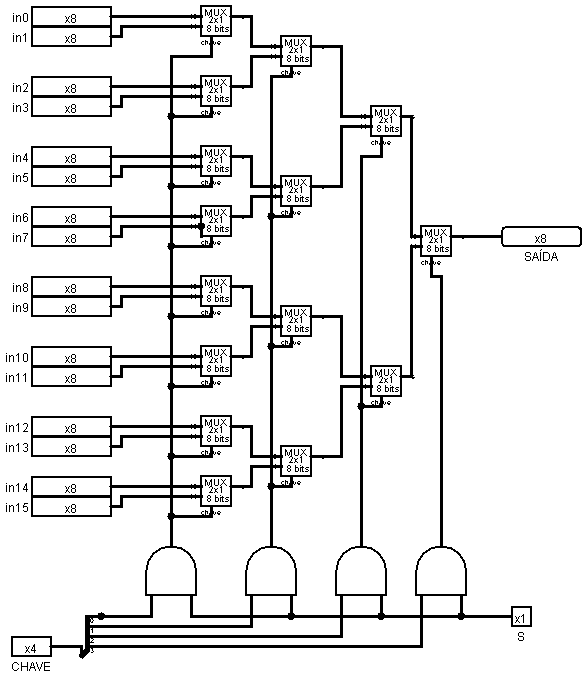 in0 x8
in1 x8
MUX
2x1
8 bits
chave
MUX
2x1
8 bits
chave
in2 x8
in3 x8
MUX
2x1
8 bits
chave
MUX
2x1
8 bits
chave
in4 x8
in5 x8
MUX
2x1
8 bits
chave
MUX
2x1
8 bits
chave
in6 x8
in7 x8
MUX
2x1
8 bits
chave
MUX
2x1
8 bits
chave
x8
SAÍDA
in8 x8
in9 x8
MUX
2x1
8 bits
chave
MUX
2x1
8 bits
chave
in10 x8
in11 x8
MUX
2x1
8 bits
chave
MUX
2x1
8 bits
chave
in12 x8
in13 x8
MUX
2x1
8 bits
chave
MUX
2x1
8 bits
chave
in14 x8
in15 x8
MUX
2x1
8 bits
chave
0
1
2
3
x4
CHAVE
x1
S